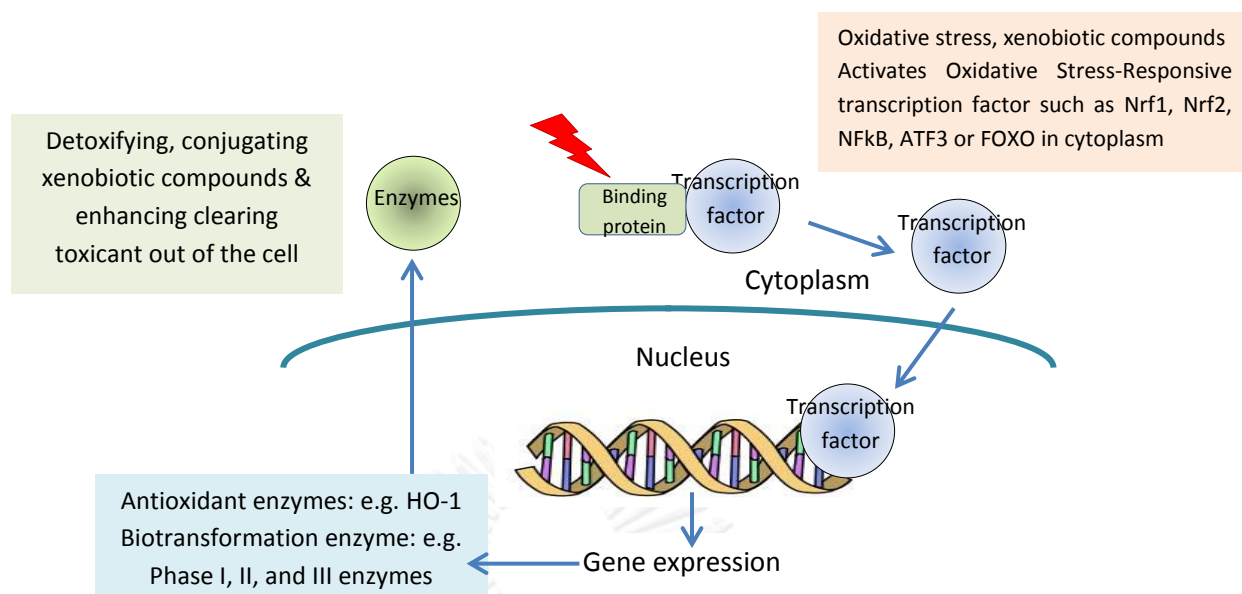 Oxidative stress, xenobiotic compounds
Activates Oxidative Stress-Responsive
transcription factor such as Nrf1, Nrf2,
NFkB, ATF3 or FOXO in cytoplasm
Detoxifying, conjugating
xenobiotic compounds &
enhancing clearing
toxicant out of the cell
Enzymes
Binding
protein
Transcription
factor
Transcription
factor
Cytoplasm
Nucleus
Transcription
factor
Antioxidant enzymes: e.g. HO-1
Biotransformation enzyme: e.g.
Phase I, II, and III enzymes
Gene expression